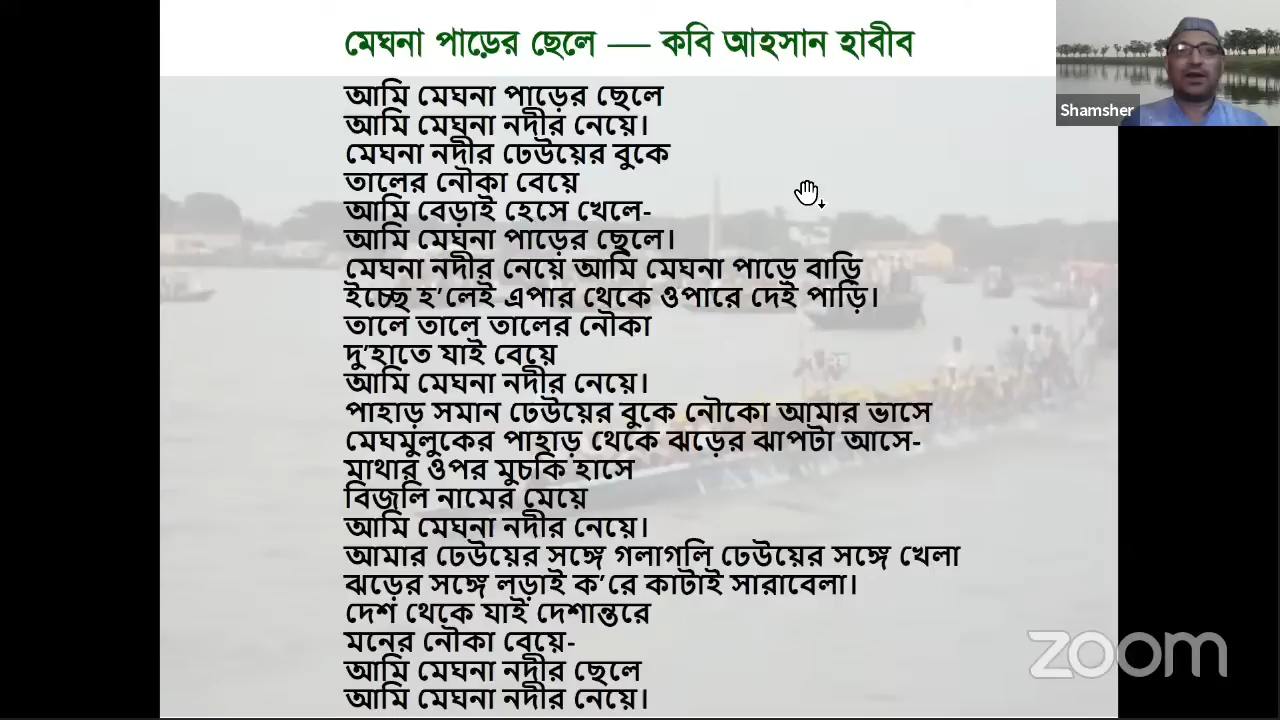 মেঘনা পাড়ের ছেলে — কবি আহসান হাবীব
আমি মেঘনা পাড়ের ছেলে
আমি মেঘনা নদীর নেয়ে।
মেঘনা নদীর ঢেউয়ের বুকে
তালের নৌকা বেয়ে
আমি বেড়াই হেসে খেলে-
আমি মেঘনা পাড়ের ছেলে।
মেঘনা নদীর নেয়ে আমি মেঘনা পাড়ে বাড়ি
ইচ্ছে হ'লেই এপার থেকে ওপারে দেই পাড়ি।
তালে তালে তালের নৌকা
দু'হাতে যাই বেয়ে
আমি মেঘনা নদীর নেয়ে।
পাহাড় সমান ঢেউয়ের বুকে নৌকো আমার ভাসে
মেঘমুলুকের পাহাড় থেকে ঝড়ের ঝাপটা আসে-
মাথার ওপর মুচকি হাসে
বিজলি নামের মেয়ে
আমি মেঘনা নদীর নেয়ে।
আমার ঢেউয়ের সঙ্গে গলাগলি ঢেউয়ের সঙ্গে খেলা
ঝড়ের সঙ্গে লড়াই ক'রে কাটাই সারাবেলা।
দেশ থেকে যাই দেশান্তরে
মনের নৌকা বেয়ে-
আমি মেঘনা নদীর ছেলে
আমি মেঘনা নদীর নেয়ে।
Shamsher
zoom